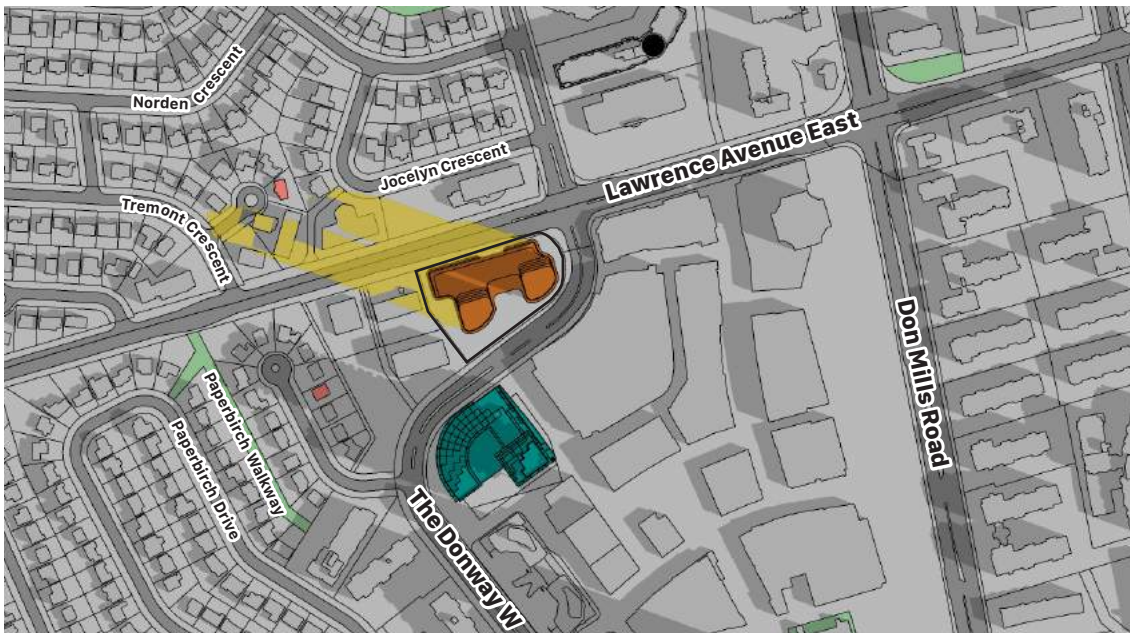 Norden Crescent
Jocelyn Crescent
Lawrence Avenue East
Tremont Crescent
Don Mills Road
Paperbirch Walkway
Paperbirch Drive
The Donway W